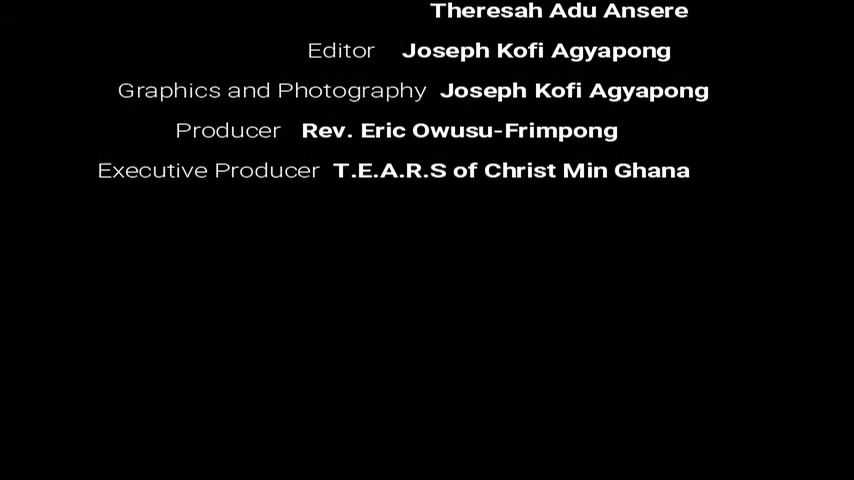 Theresah Adu Ansere
Editor Joseph Kofi Agyapong
Graphics and Photography Joseph Kofi Agyapong
Producer Rev. Eric Owusu-Frimpong
Executive Producer T.E.A.R.S of Christ Min Ghana